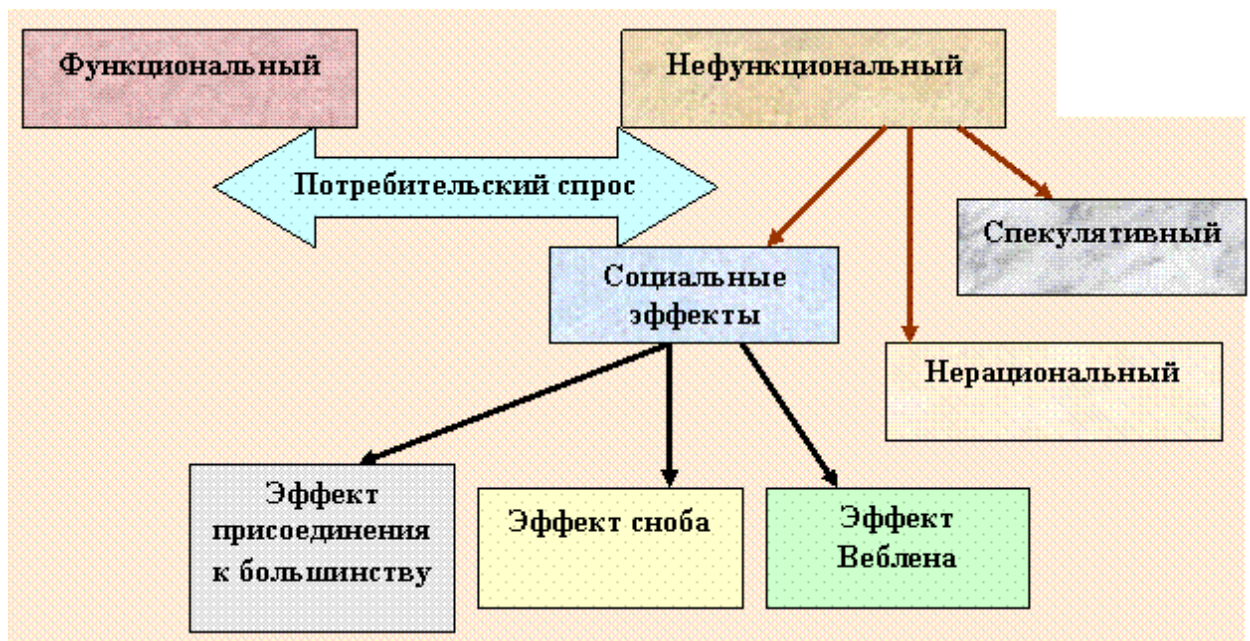 Функциональный
Нефункциональный
Потребительский спрос
Спекулятивный
Социальные
эффекты
Нерациональный
Эффект
присоединения
к большинству
Эффект сноба
Эффект
Веблена